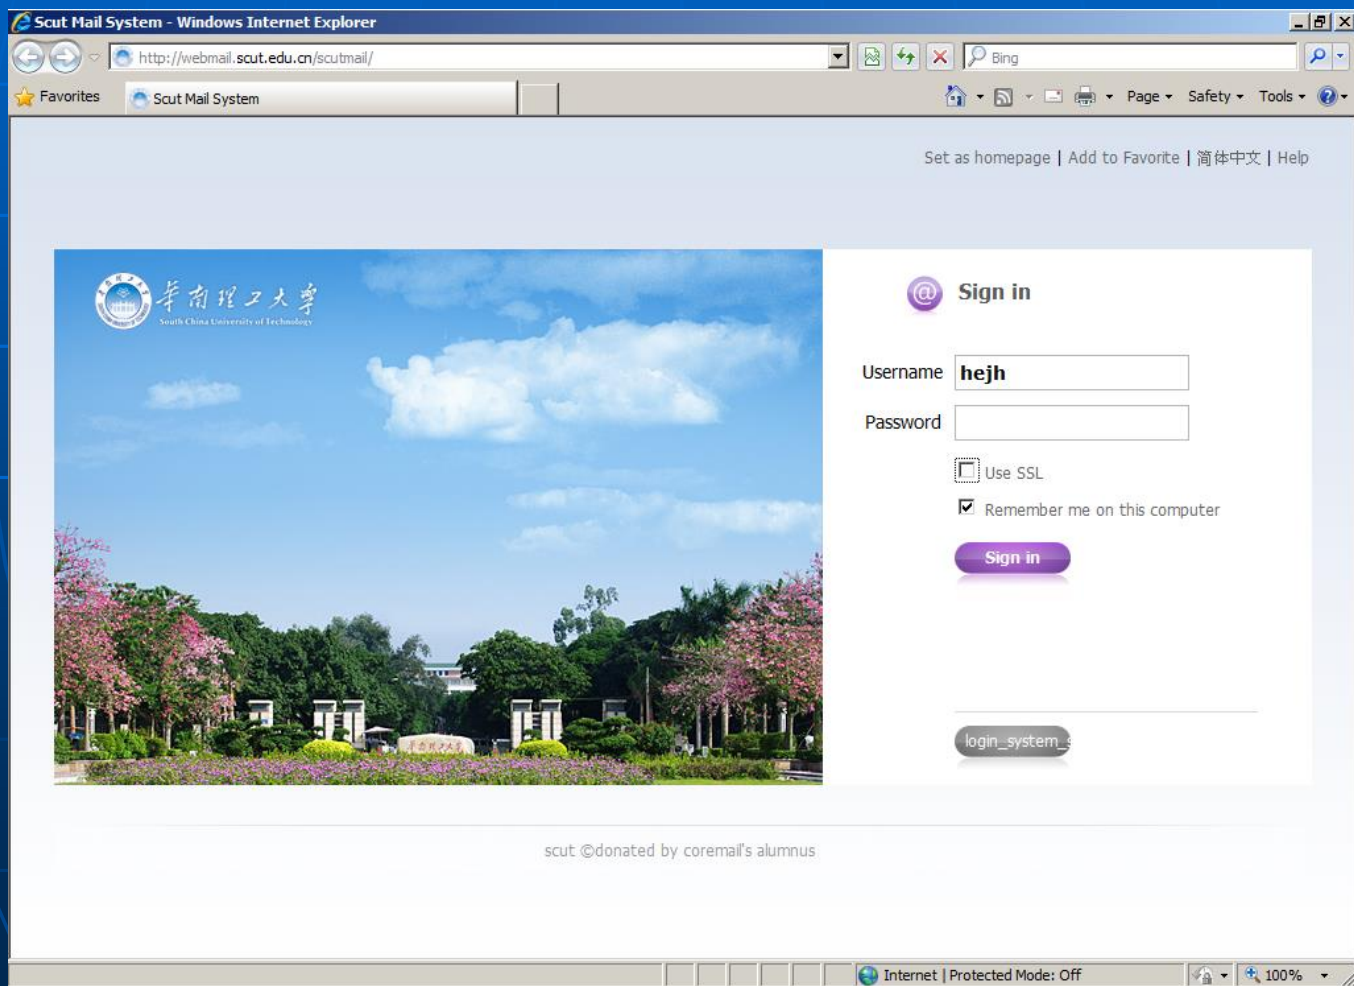 Scut Mail System - Windows Internet Explorer
http://webmail.scut.edu.cn/scutmail/
Bing
Favorites
Scut Mail System
Page
Safety
Tools
Set as homepage | Add to Favorite | 简体中文 | Help
華南理工大学
South China University of Technology
@
Sign in
Username
hejh
Password
Use SSL
Remember me on this computer
Sign in
login_system_s
scut ©donated by coremail's alumnus
Internet | Protected Mode: Off
100%